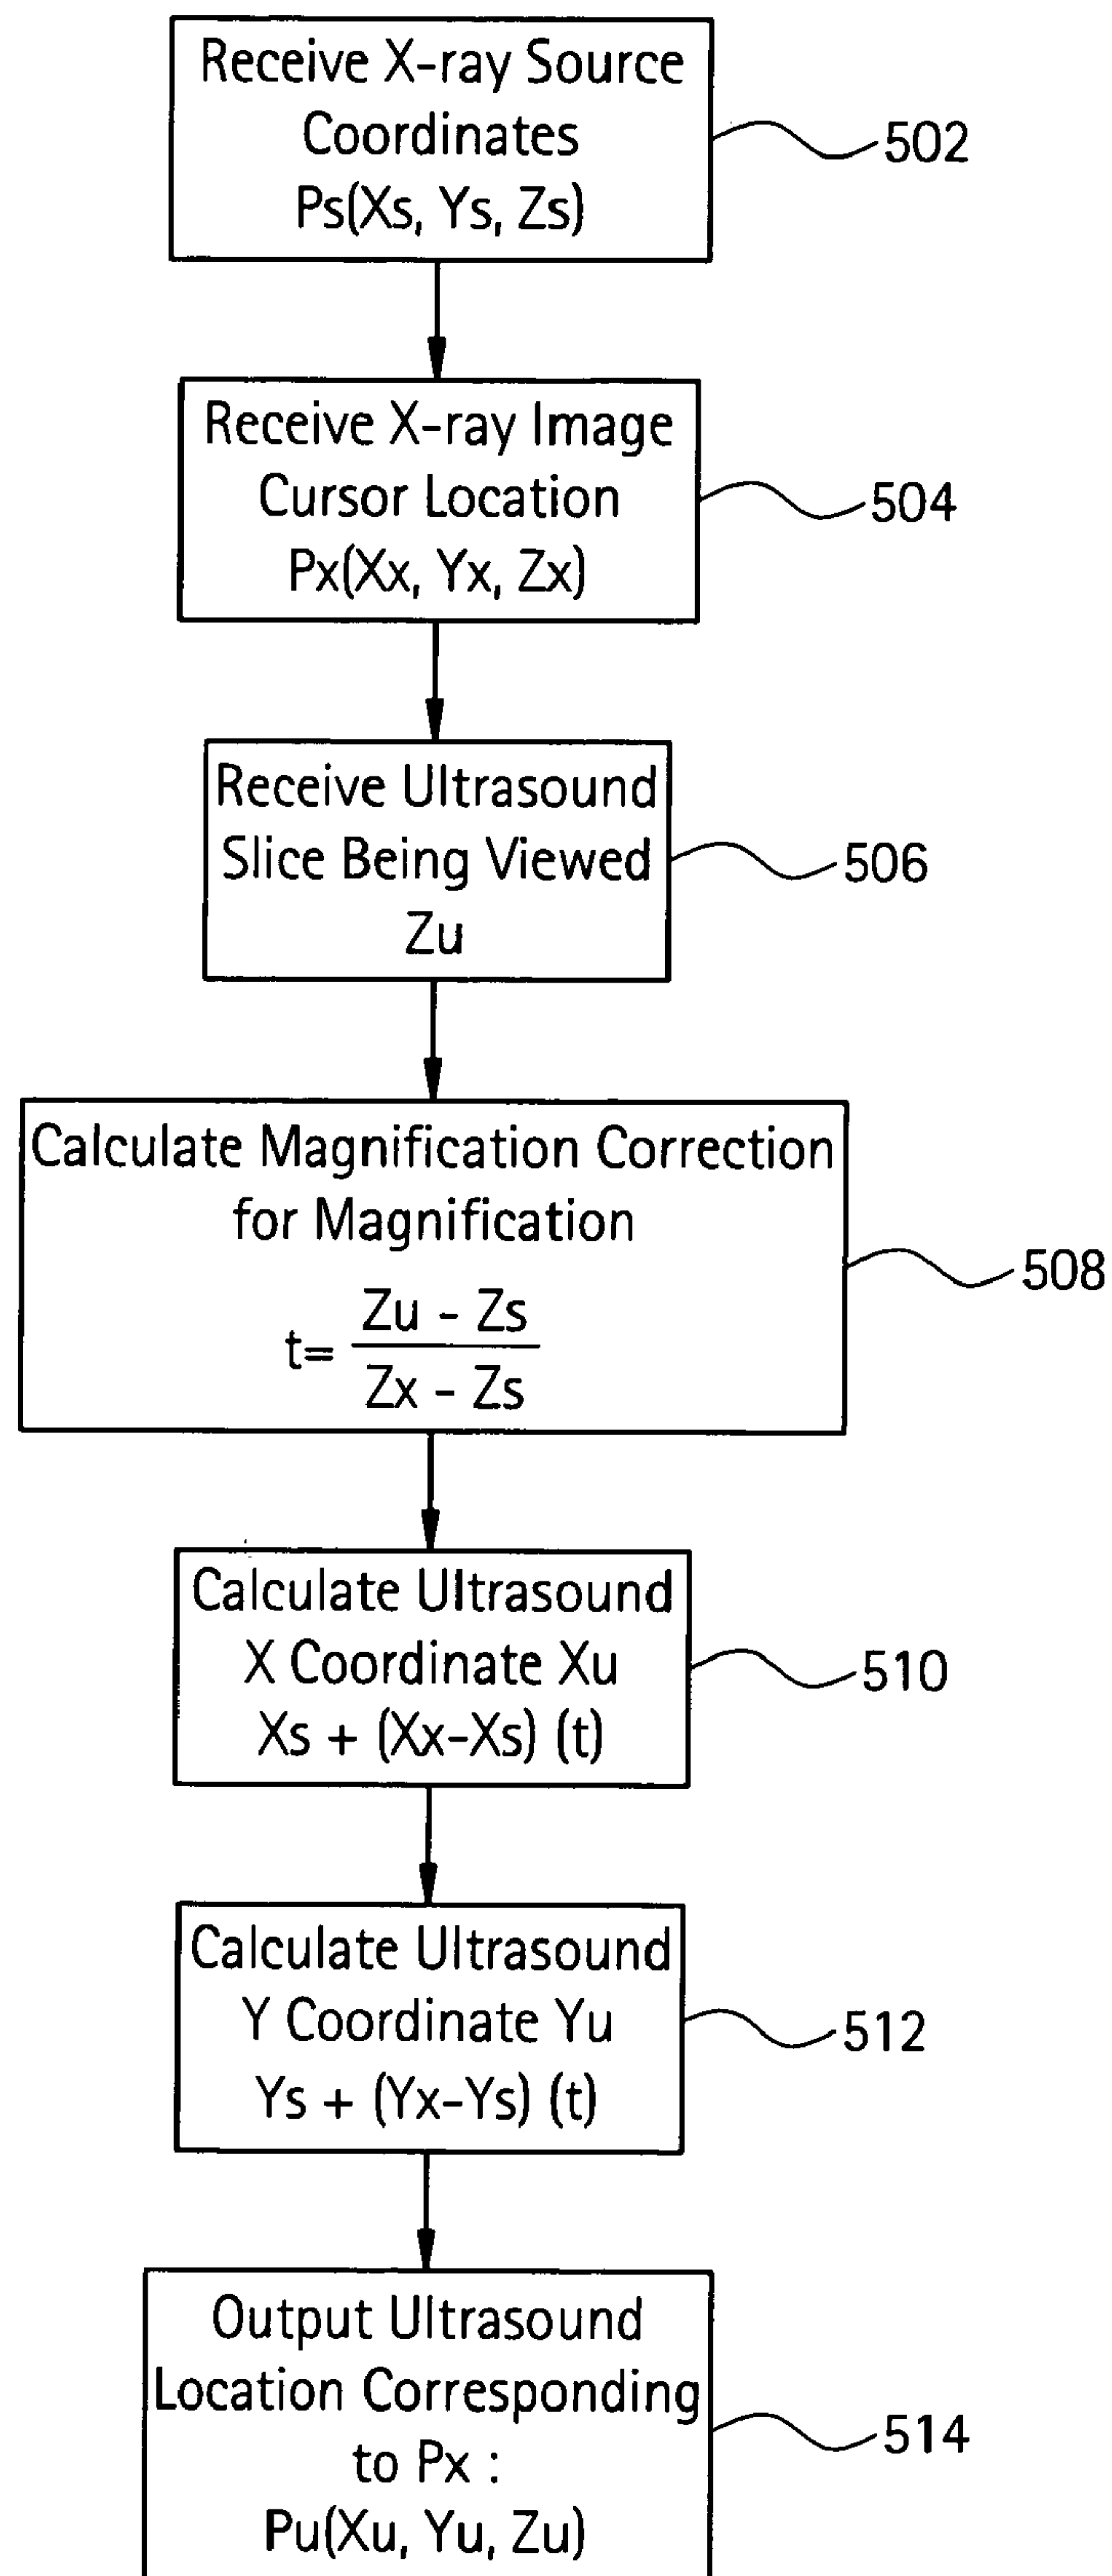 Receive X-ray Source
Coordinates
Ps(Xs, Ys, Zs)
502
Receive X-ray Image
Cursor Location
Px(Xx, Yx, Zx)
504
Receive Ultrasound
Slice Being Viewed
Zu
506
Calculate Magnification Correction
for Magnification
t= Zu - Zs
Zx - Zs
508
Calculate Ultrasound
X Coordinate Xu
Xs + (Xx-Xs) (t)
510
Calculate Ultrasound
Y Coordinate Yu
Ys + (Yx-Ys) (t)
512
Output Ultrasound
Location Corresponding
to Px :
Pu(Xu, Yu, Zu)
514